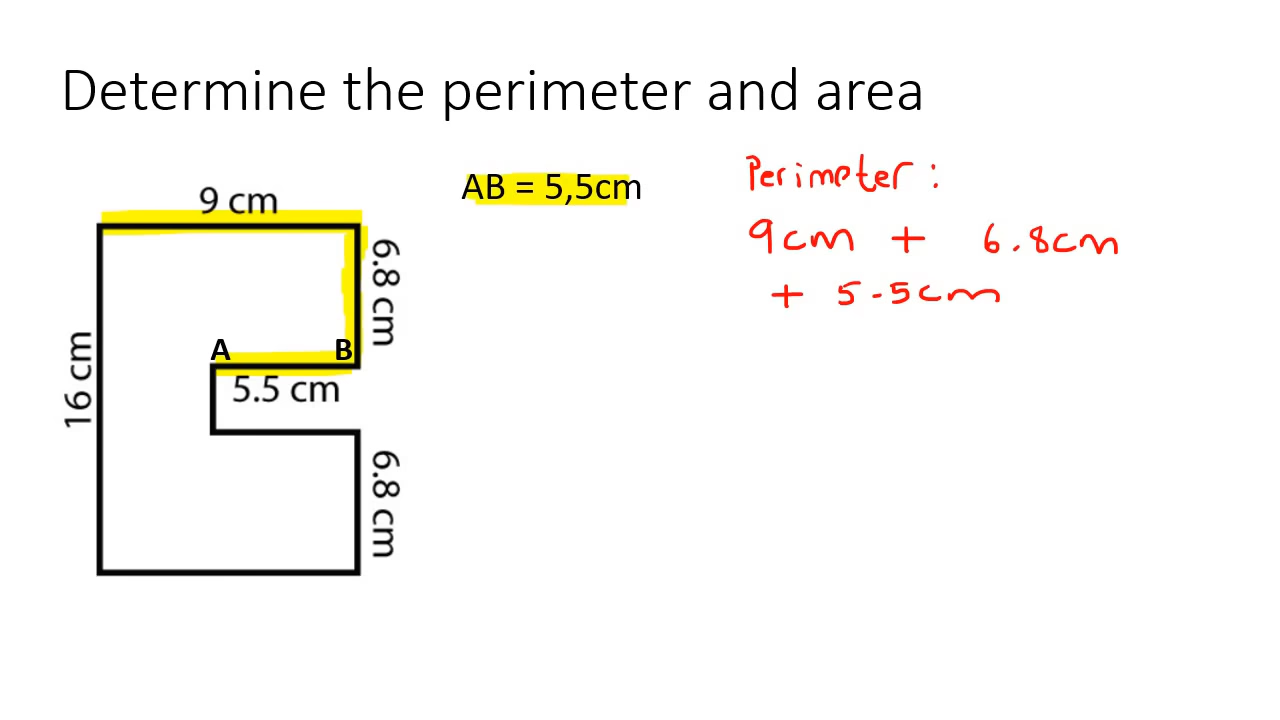 Determine the perimeter and area
9 cm
AB = 5,5cm
Perimeter :
9cm + 6.8cm
+ 5.5cm
6.8 cm
A B
5.5 cm
16 cm
6.8 cm